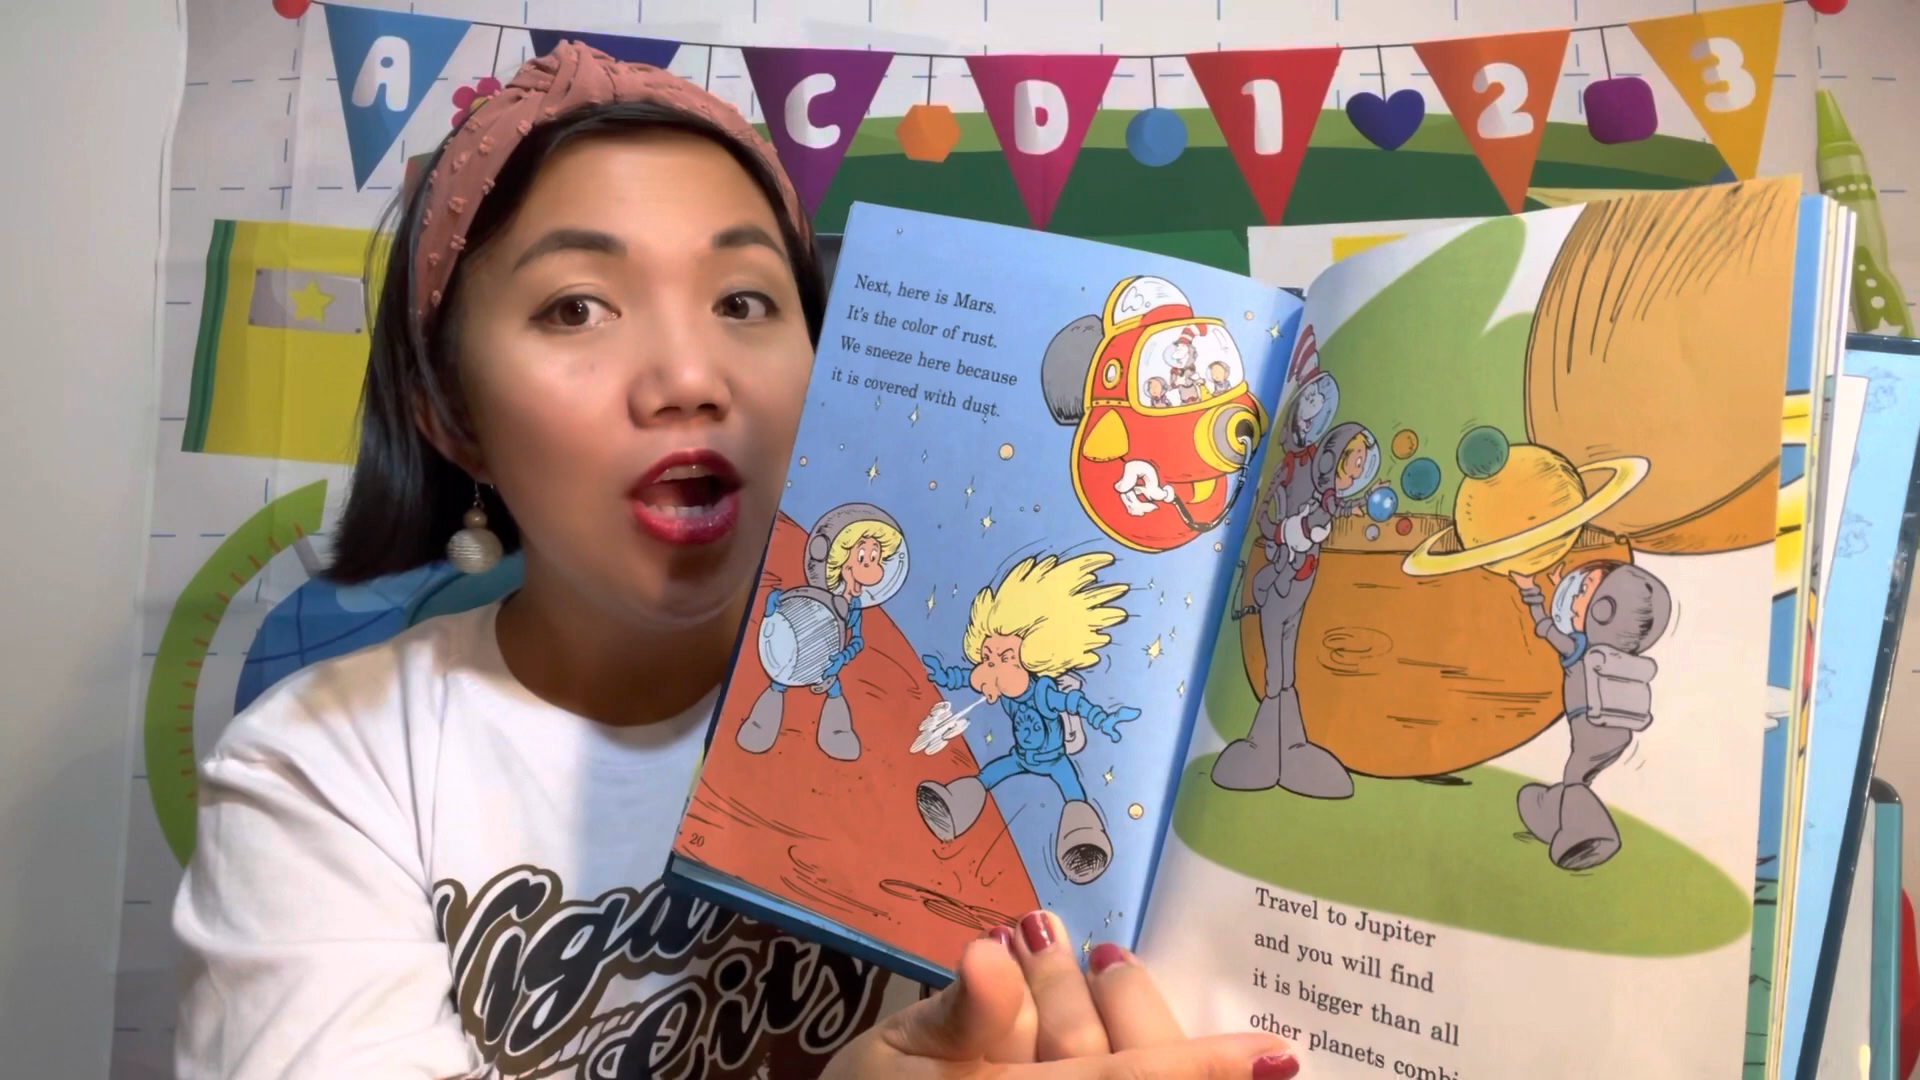 A C D 1 2 3
Next, here is Mars.
It's the color of rust.
We sneeze here because
it is covered with dust.
20
Travel to Jupiter
and you will find
it is bigger than all
other planets
City